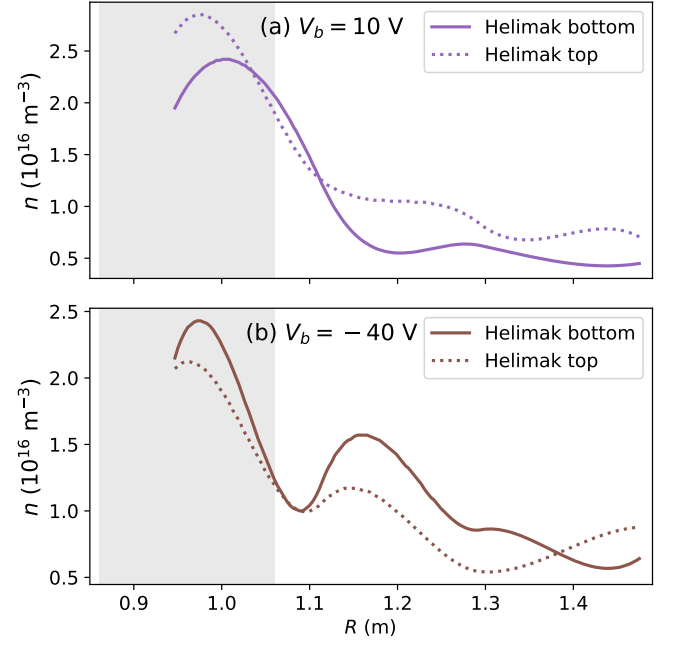 (a) V_b = 10 V
Helimak bottom
Helimak top
n (10^16 m^−3)
2.5
2.0
1.5
1.0
0.5
(b) V_b = −40 V
Helimak bottom
Helimak top
n (10^16 m^−3)
2.5
2.0
1.5
1.0
0.5
0.9 1.0 1.1 1.2 1.3 1.4
R (m)